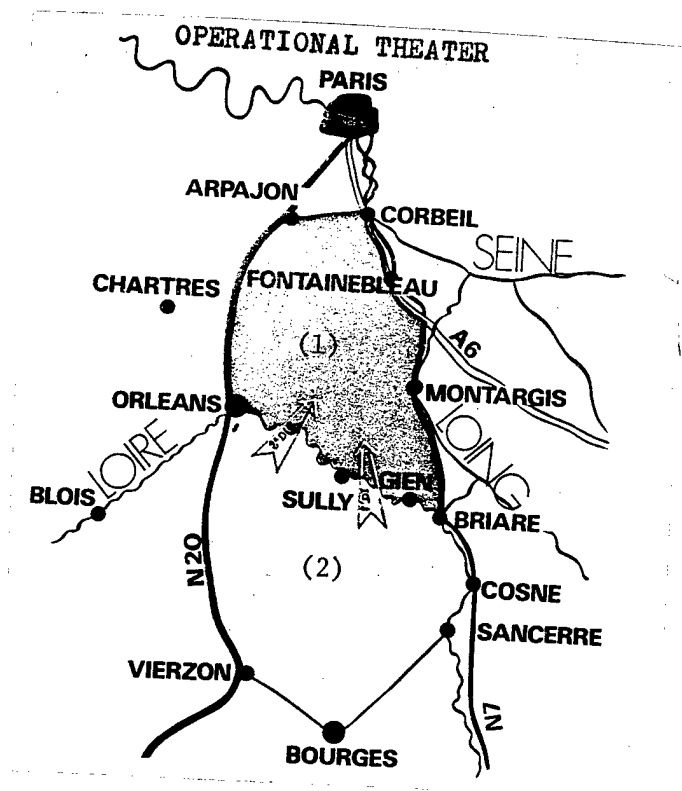 OPERATIONAL THEATER
PARIS
ARPAJON
CORBEIL
SEINE
CHARTRES
FONTAINEBLEAU
(1)
A6
ORLEANS
MONTARGIS
LOING
LOIRE
BLOIS
SULLY
GIEN
BRIARE
N20
(2)
COSNE
SANCERRE
VIERZON
N7
BOURGES